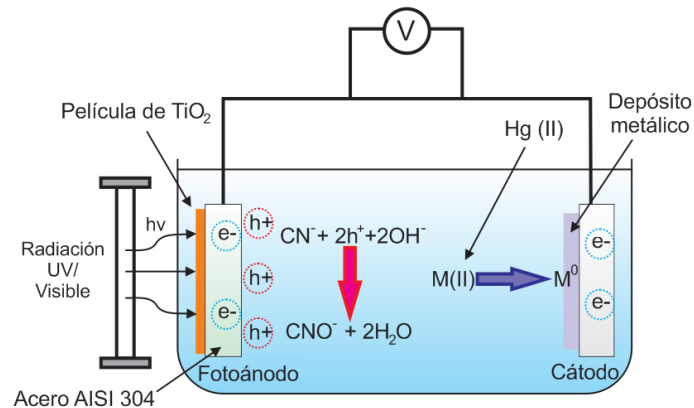 V
Película de TiO₂
Hg (II)
Depósito
metálico
hv
Radiación
UV/
Visible
e-
e-
h+
h+
h+
CN⁻+ 2h⁺+2OH⁻
CNO⁻ + 2H₂O
M(II)
M⁰
e-
e-
Acero AISI 304
Fotoánodo
Cátodo